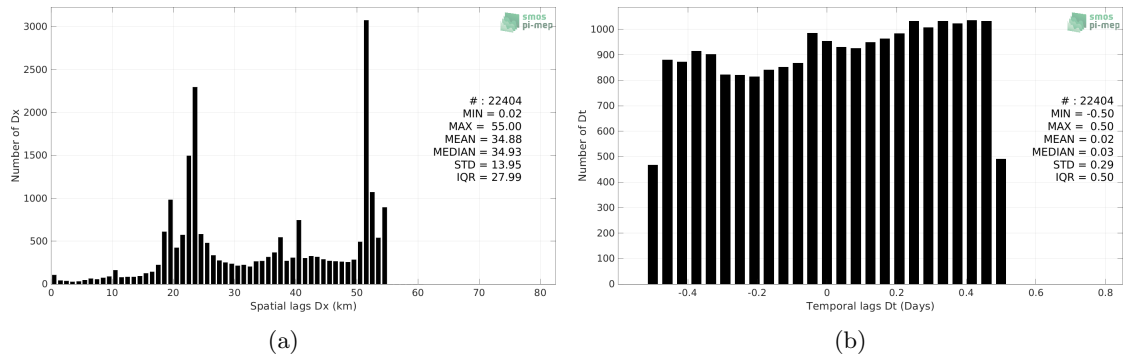 smos
pi-mep
3000
2500
2000
1500
1000
500
0
Number of Dx
# : 22404
MIN = 0.02
MAX = 55.00
MEAN = 34.88
MEDIAN = 34.93
STD = 13.95
IQR = 27.99
0 10 20 30 40 50 60 70 80
Spatial lags Dx (km)
(a)
smos
pi-mep
1000
900
800
700
600
500
400
300
200
100
0
Number of Dt
# : 22404
MIN = -0.50
MAX = 0.50
MEAN = 0.02
MEDIAN = 0.03
STD = 0.29
IQR = 0.50
-0.4 -0.2 0 0.2 0.4 0.6 0.8
Temporal lags Dt (Days)
(b)